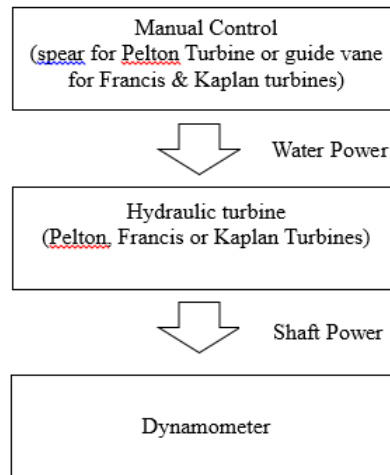 Manual Control
(spear for Pelton Turbine or guide vane
for Francis & Kaplan turbines)
Water Power
Hydraulic turbine
(Pelton, Francis or Kaplan Turbines)
Shaft Power
Dynamometer